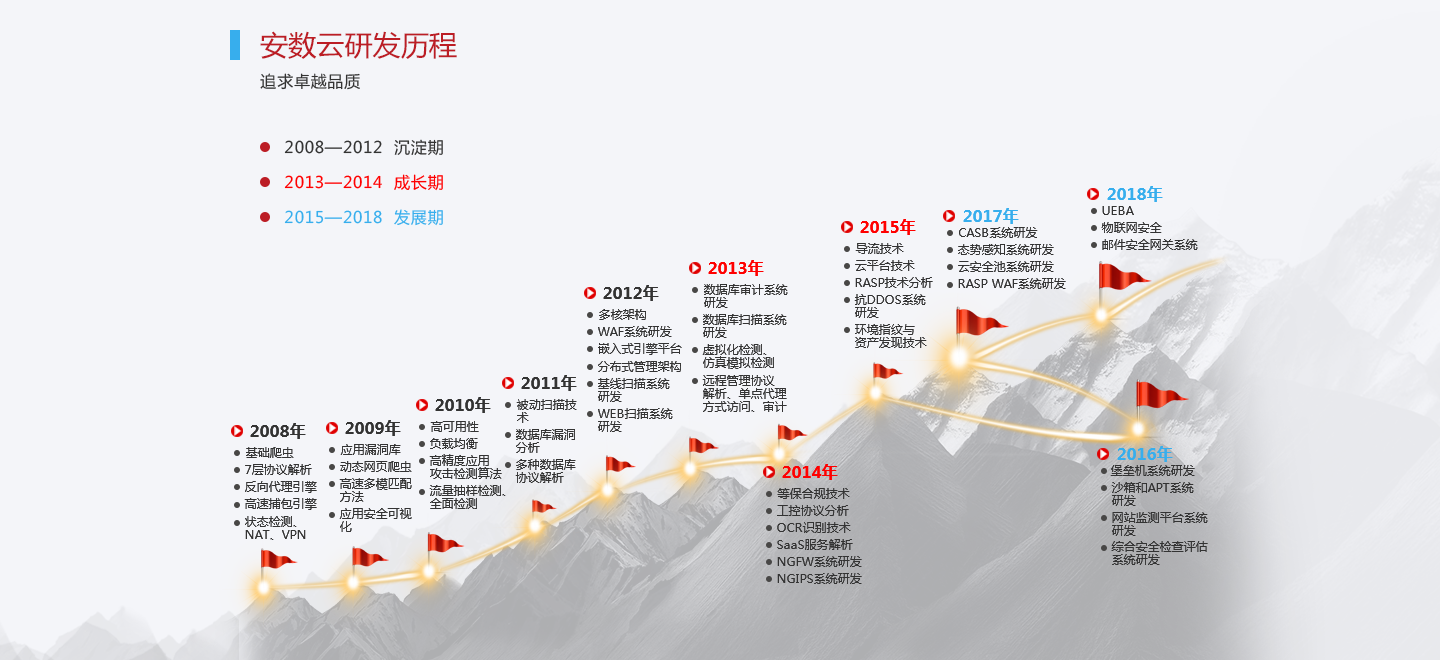 安数云研发历程
追求卓越品质
2008—2012 沉淀期
2013—2014 成长期
2015—2018 发展期
2008年
基础爬虫
7层协议解析
反向代理引擎
高速捕包引擎
状态检测、
NAT、VPN
2009年
应用漏洞库
动态网页爬虫
高速多模匹配
方法
应用安全可视
化
2010年
高可用性
负载均衡
高精度应用
攻击检测算法
流量抽样检测、
全面检测
2011年
被动扫描技
术
数据库漏洞
分析
多种数据库
协议解析
2012年
多核架构
WAF系统研发
嵌入式引擎平台
分布式管理架构
基线扫描系统
研发
WEB扫描系统
研发
2013年
数据库审计系统
研发
数据库扫描系统
研发
虚拟化检测、
仿真模拟检测
远程管理协议
解析、单点代理
方式访问、审计
2014年
等保合规技术
工控协议分析
OCR识别技术
SaaS服务解析
NGFW系统研发
NGIPS系统研发
2015年
导流技术
云平台技术
RASP技术分析
抗DDOS系统
研发
环境指纹与
资产发现技术
2016年
堡垒机系统研发
沙箱和APT系统
研发
网站监测平台系统
研发
综合安全检查评估
系统研发
2017年
CASB系统研发
态势感知系统研发
云安全池系统研发
RASP WAF系统研发
2018年
UEBA
物联网安全
邮件安全网关系统